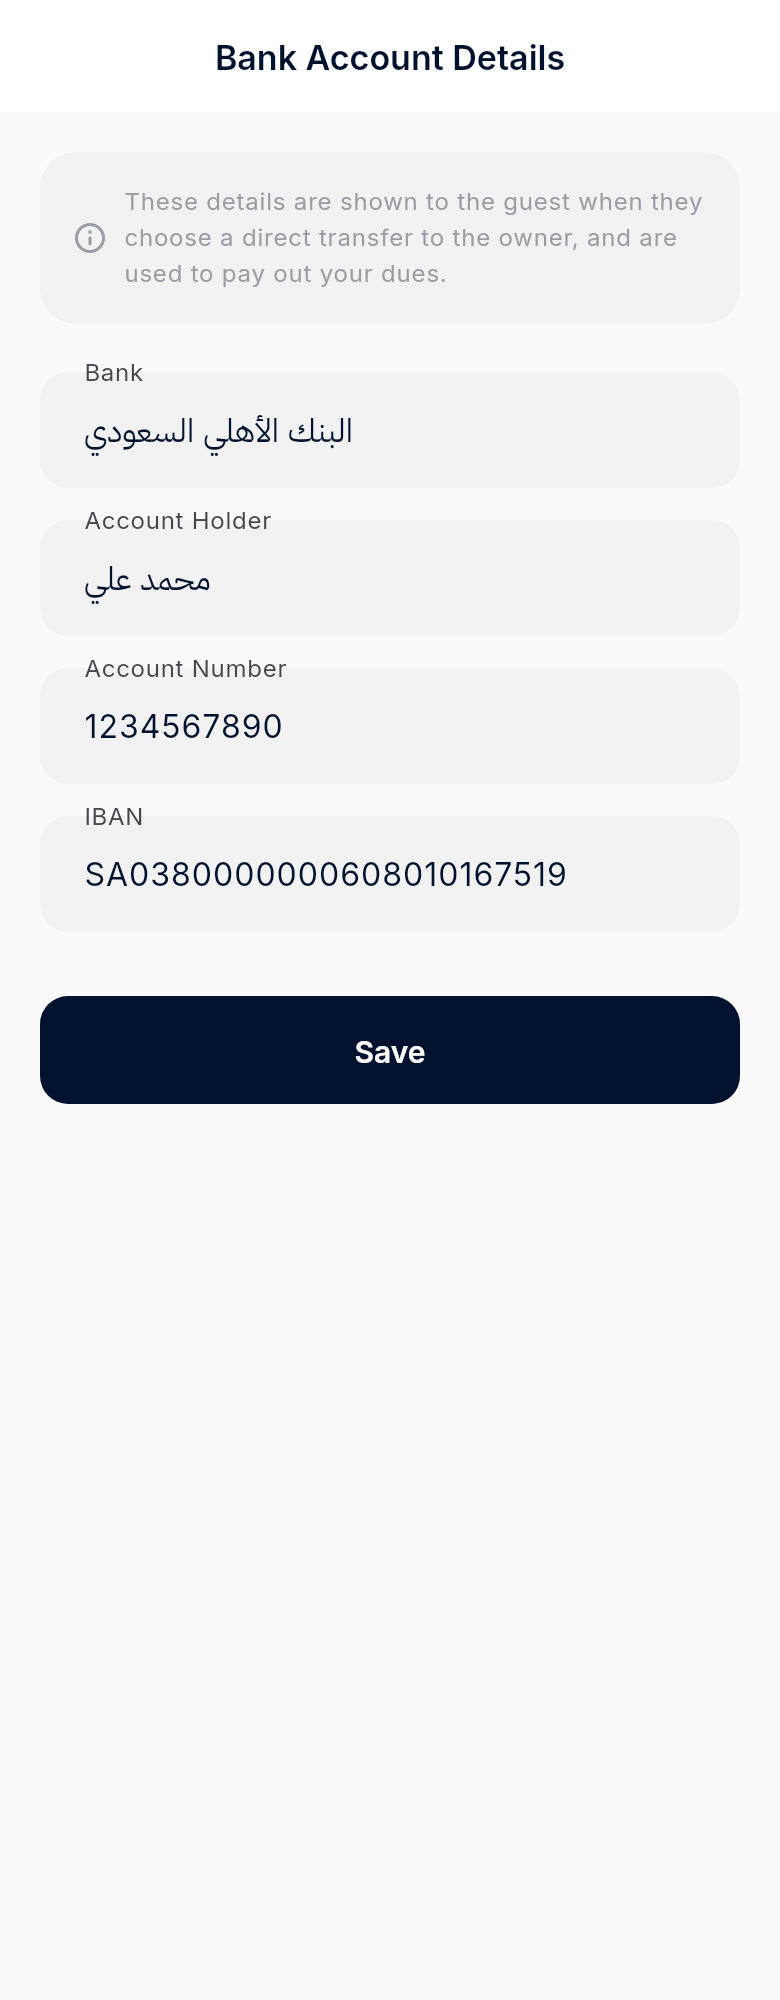 Bank Account Details
These details are shown to the guest when they
choose a direct transfer to the owner, and are
used to pay out your dues.
Bank
البنك الأهلي السعودي
Account Holder
محمد علي
Account Number
1234567890
IBAN
SA0380000000608010167519
Save